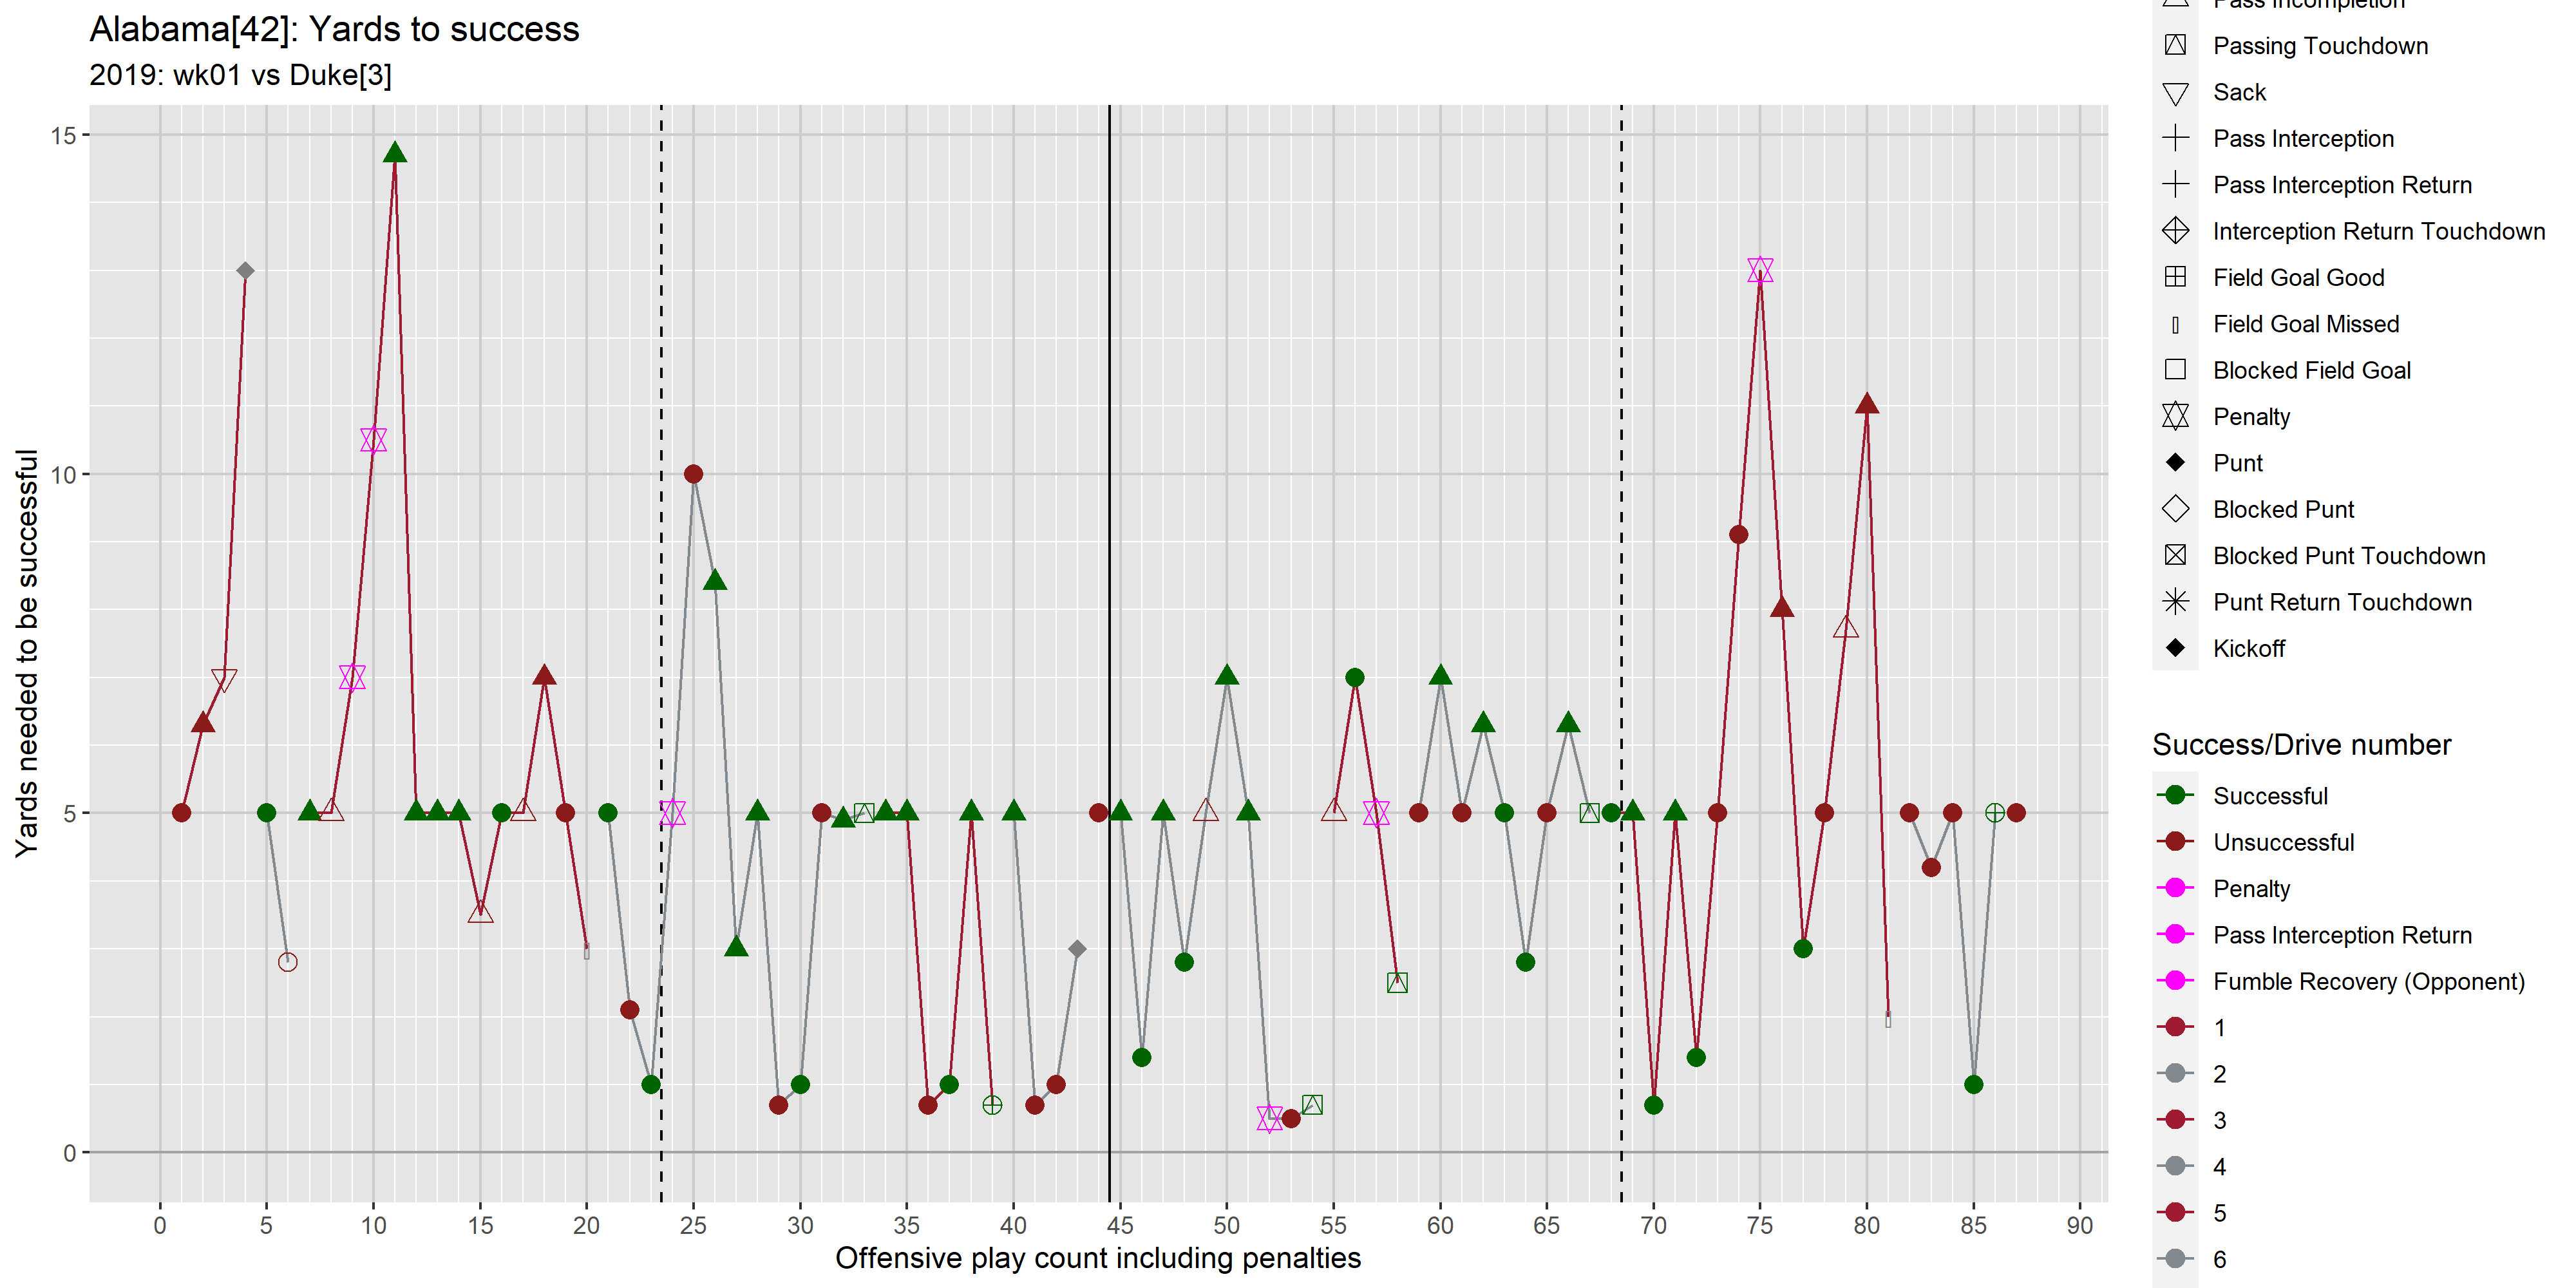 Alabama[42]: Yards to success
2019: wk01 vs Duke[3]
Yards needed to be successful
15
10
5
0
0 5 10 15 20 25 30 35 40 45 50 55 60 65 70 75 80 85 90
Offensive play count including penalties
Pass Incompletion
Passing Touchdown
Sack
Pass Interception
Pass Interception Return
Interception Return Touchdown
Field Goal Good
Field Goal Missed
Blocked Field Goal
Penalty
Punt
Blocked Punt
Blocked Punt Touchdown
Punt Return Touchdown
Kickoff
Success/Drive number
Successful
Unsuccessful
Penalty
Pass Interception Return
Fumble Recovery (Opponent)
1
2
3
4
5
6